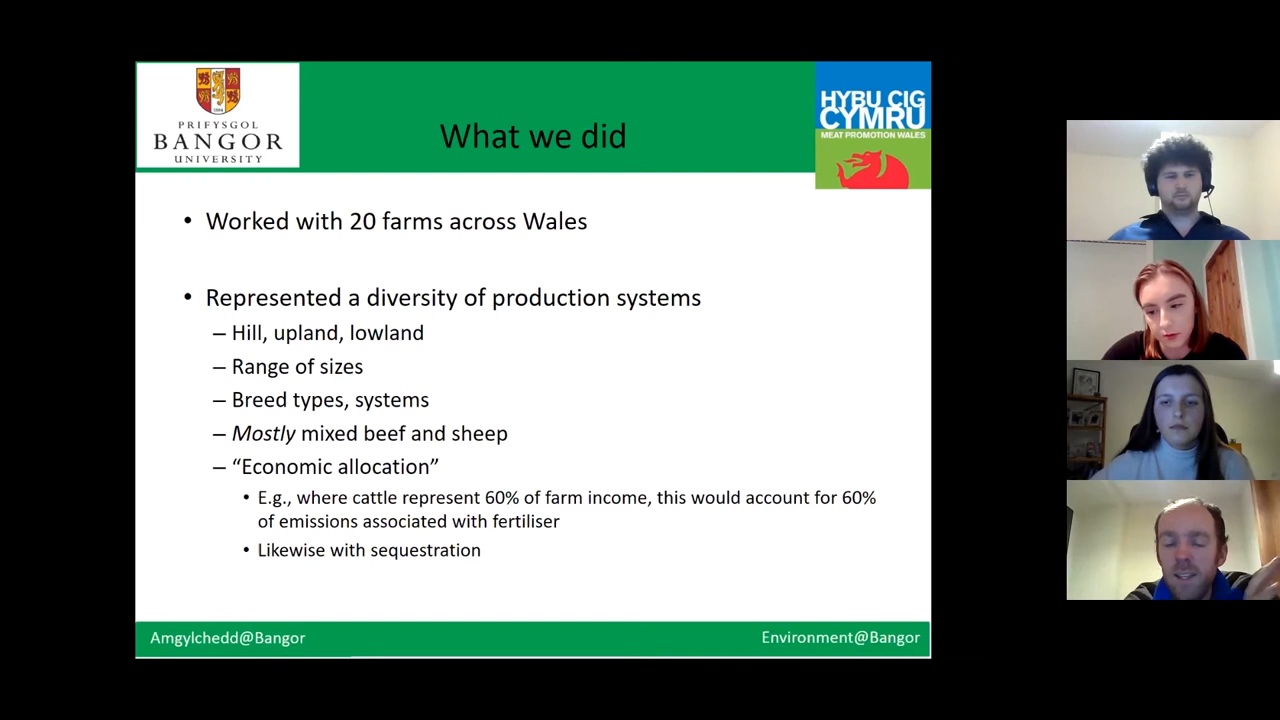 PRIFYSGOL
BANGOR
UNIVERSITY
What we did
HYBU CIG
CYMRU
MEAT PROMOTION WALES
• Worked with 20 farms across Wales
• Represented a diversity of production systems
– Hill, upland, lowland
– Range of sizes
– Breed types, systems
– Mostly mixed beef and sheep
– “Economic allocation”
• E.g., where cattle represent 60% of farm income, this would account for 60%
of emissions associated with fertiliser
• Likewise with sequestration
Amgylchedd@Bangor
Environment@Bangor